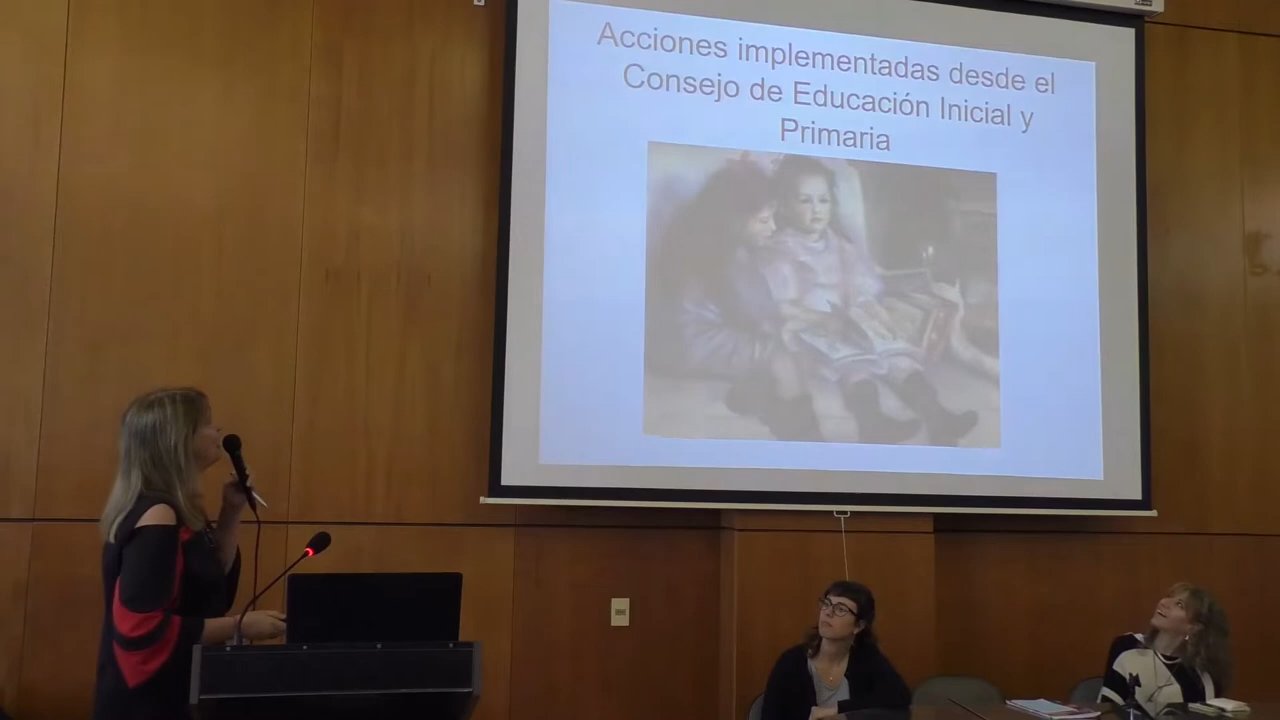 Acciones implementadas desde el
Consejo de Educación Inicial y
Primaria